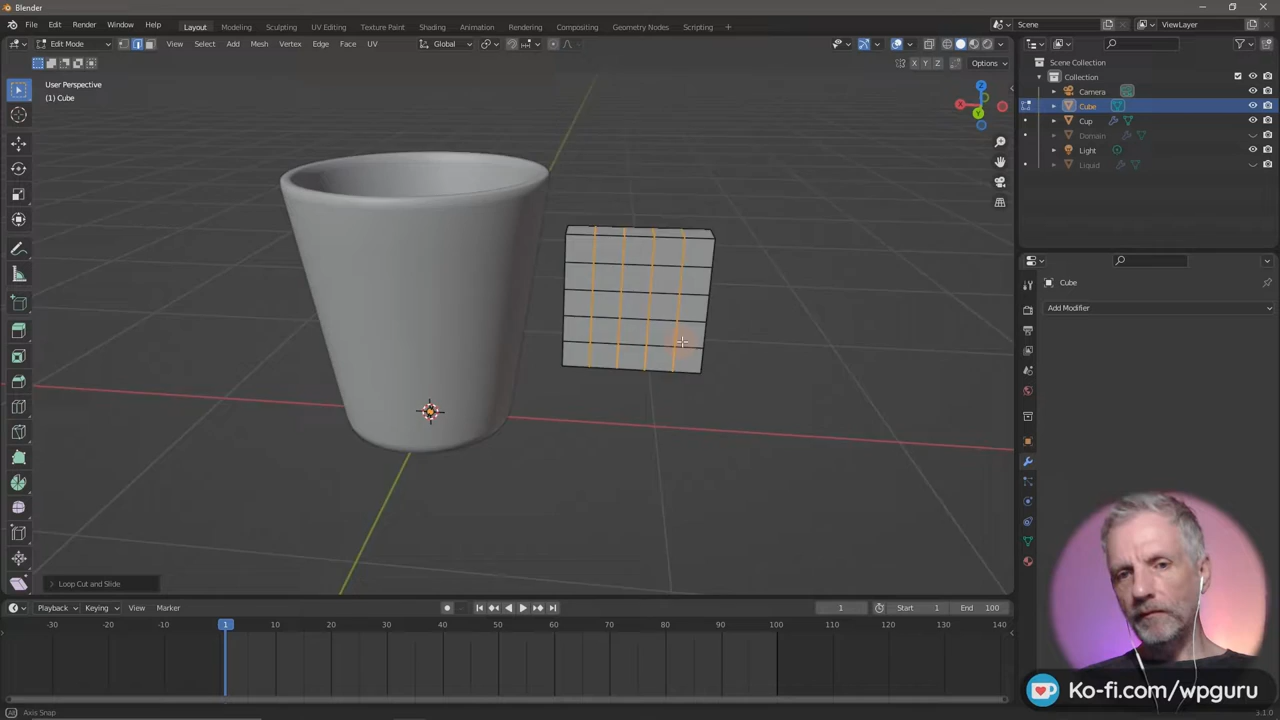 Blender
File Edit Render Window Help Layout Modeling Sculpting UV Editing Texture Paint Shading Animation Rendering Compositing Geometry Nodes Scripting + Scene ViewLayer
Edit Mode View Select Add Mesh Vertex Edge Face UV Global
X Y Z Options
User Perspective
(1) Cube
Z
X
Y
Scene Collection
Collection
Camera
Cube
Cup
Domain
Light
Liquid
Cube
Add Modifier
Loop Cut and Slide
Playback Keying View Marker 1 Start 1 End 100
-30 -20 -10 1 10 20 30 40 50 60 70 80 90 100 110 120 130 140
Ko-fi.com/wpguru
Axis Snap 3.1.0